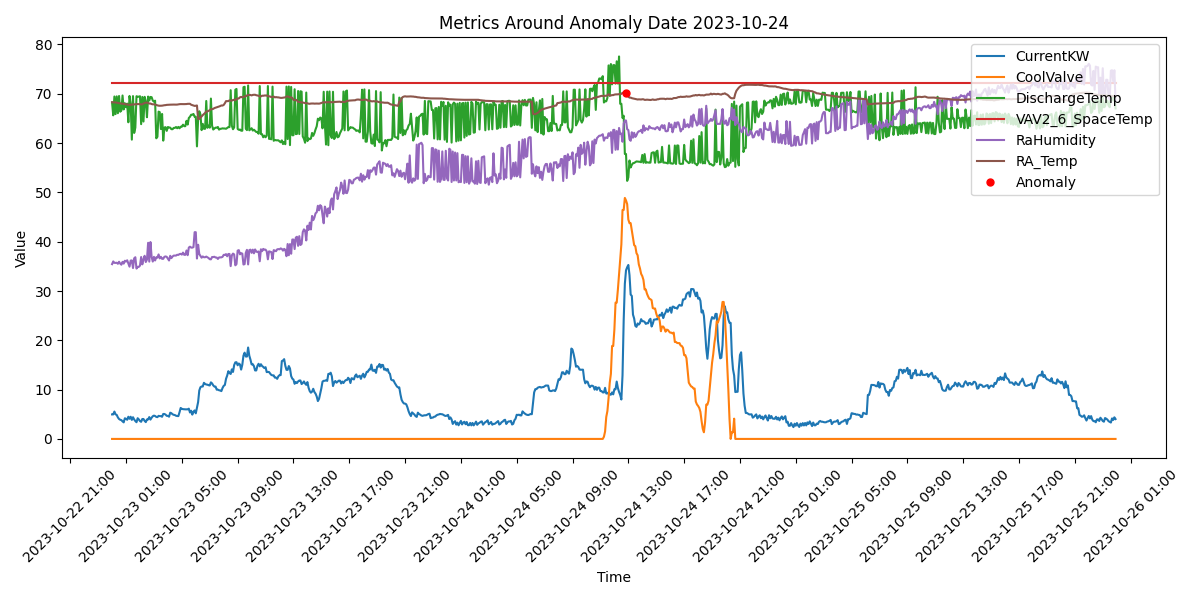 Metrics Around Anomaly Date 2023-10-24
CurrentKW
CoolValve
DischargeTemp
VAV2_6_SpaceTemp
RaHumidity
RA_Temp
Anomaly
Value
80
70
60
50
40
30
20
10
0
2023-10-22 21:00
2023-10-23 01:00
2023-10-23 05:00
2023-10-23 09:00
2023-10-23 13:00
2023-10-23 17:00
2023-10-23 21:00
2023-10-24 01:00
2023-10-24 05:00
2023-10-24 09:00
2023-10-24 13:00
2023-10-24 17:00
2023-10-24 21:00
2023-10-25 01:00
2023-10-25 05:00
2023-10-25 09:00
2023-10-25 13:00
2023-10-25 17:00
2023-10-25 21:00
2023-10-26 01:00
Time